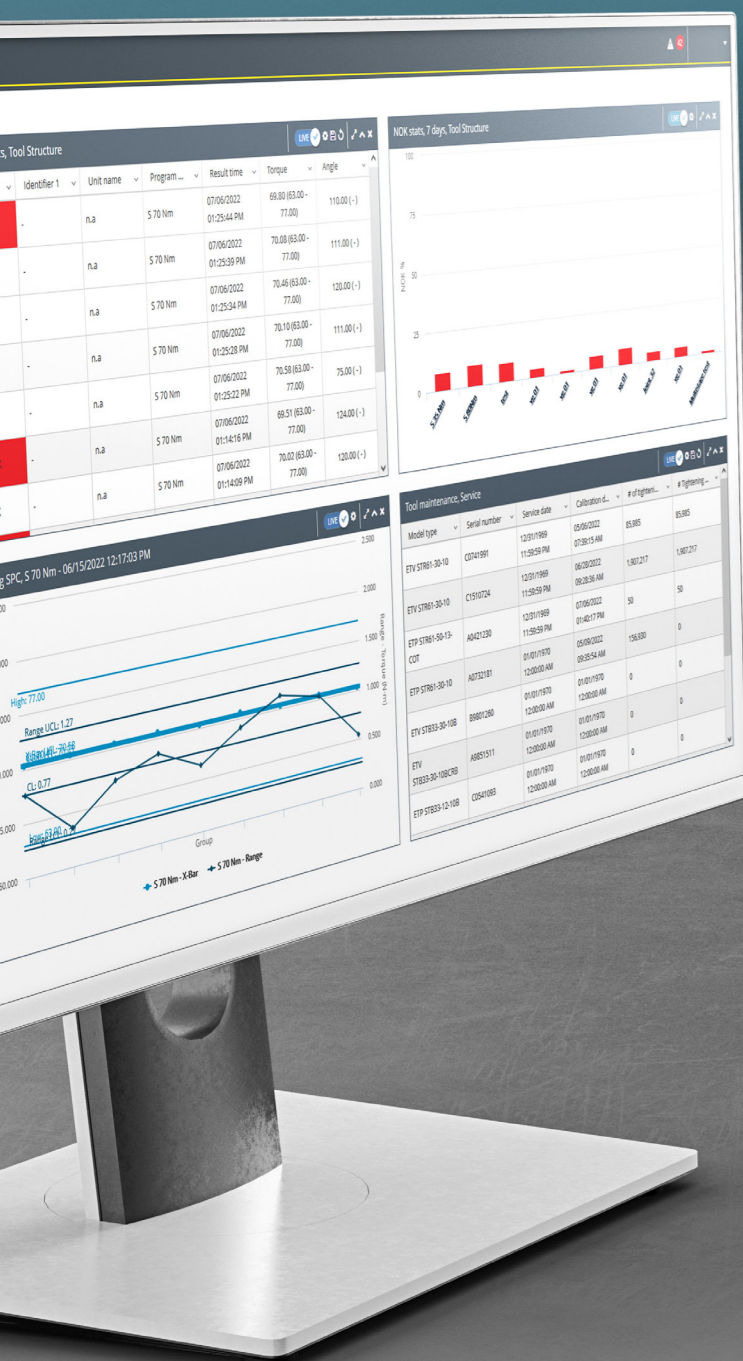 42
s, Tool Structure
LIVE
Identifier 1 Unit name Program ... Result time Torque Angle
- n.a S 70 Nm 07/06/2022 01:25:44 PM 69.80 (63.00 - 77.00) 110.00 ( - )
- n.a S 70 Nm 07/06/2022 01:25:39 PM 70.08 (63.00 - 77.00) 111.00 ( - )
- n.a S 70 Nm 07/06/2022 01:25:34 PM 70.46 (63.00 - 77.00) 120.00 ( - )
- n.a S 70 Nm 07/06/2022 01:25:28 PM 70.10 (63.00 - 77.00) 111.00 ( - )
- n.a S 70 Nm 07/06/2022 01:25:22 PM 70.58 (63.00 - 77.00) 75.00 ( - )
- n.a S 70 Nm 07/06/2022 01:14:16 PM 69.51 (63.00 - 77.00) 124.00 ( - )
- n.a S 70 Nm 07/06/2022 01:14:09 PM 70.02 (63.00 - 77.00) 120.00 ( - )
NOK stats, 7 days, Tool Structure
LIVE
100
75
50
25
0
NOK %
S 35 Nm
S 80Nm
test
Multistage test
g SPC, S 70 Nm - 06/15/2022 12:17:03 PM
LIVE
2.500
2.000
1.500
1.000
0.500
0.000
Range - Torque (N·m)
High: 77.00
Range UCL: 1.27
CL: 0.77
Group
S 70 Nm - X-Bar S 70 Nm - Range
Tool maintenance, Service
LIVE
Model type Serial number Service date Calibration d... # of tighteni... # Tightening ...
ETV STR61-30-10 C0741991 12/31/1969 11:59:59 PM 05/06/2022 07:39:15 AM 85,985 85,985
ETV STR61-30-10 C1510724 12/31/1969 11:59:59 PM 06/28/2022 09:28:36 AM 1,907,217 1,907,217
ETP STR61-50-13-COT A0421230 12/31/1969 11:59:59 PM 07/06/2022 01:40:17 PM 50 50
ETP STR61-30-10 A0732181 01/01/1970 12:00:00 AM 05/09/2022 09:35:54 AM 156,930 0
ETV STB33-30-10B B9801260 01/01/1970 12:00:00 AM 01/01/1970 12:00:00 AM 0 0
ETV STB33-30-10BCRB A9851511 01/01/1970 12:00:00 AM 01/01/1970 12:00:00 AM 0 0
ETP STB33-12-10B C0541093 01/01/1970 12:00:00 AM 01/01/1970 12:00:00 AM 0 0